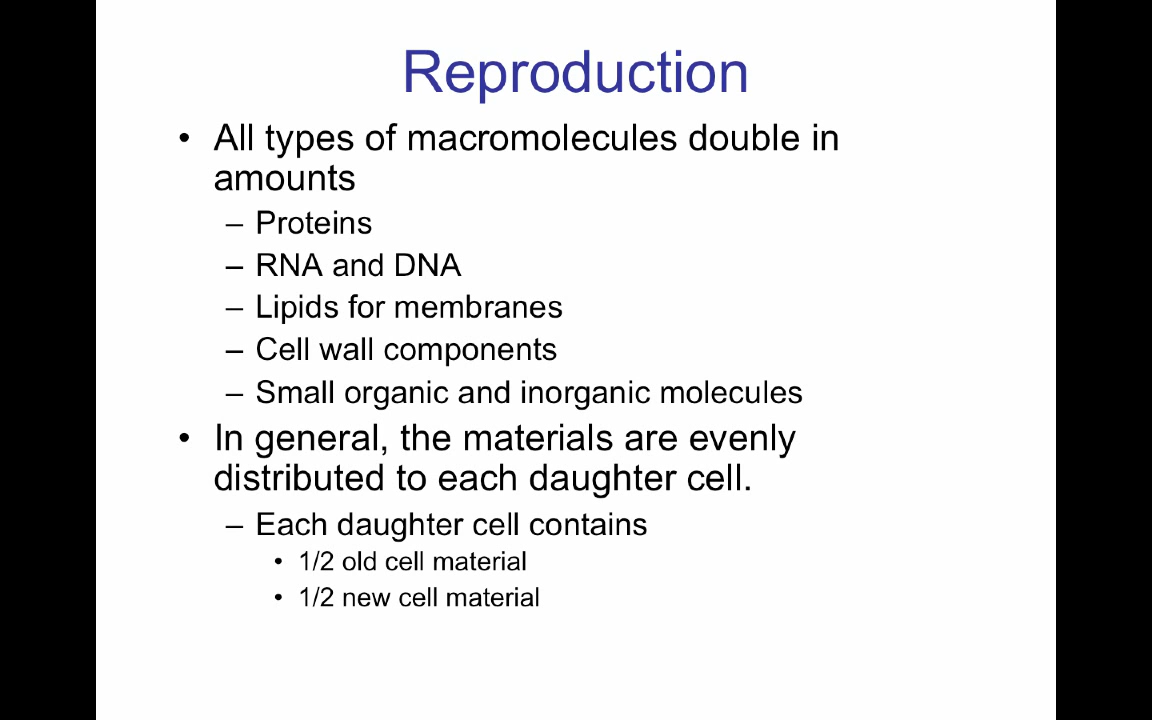 Reproduction
• All types of macromolecules double in
amounts
– Proteins
– RNA and DNA
– Lipids for membranes
– Cell wall components
– Small organic and inorganic molecules
• In general, the materials are evenly
distributed to each daughter cell.
– Each daughter cell contains
• 1/2 old cell material
• 1/2 new cell material